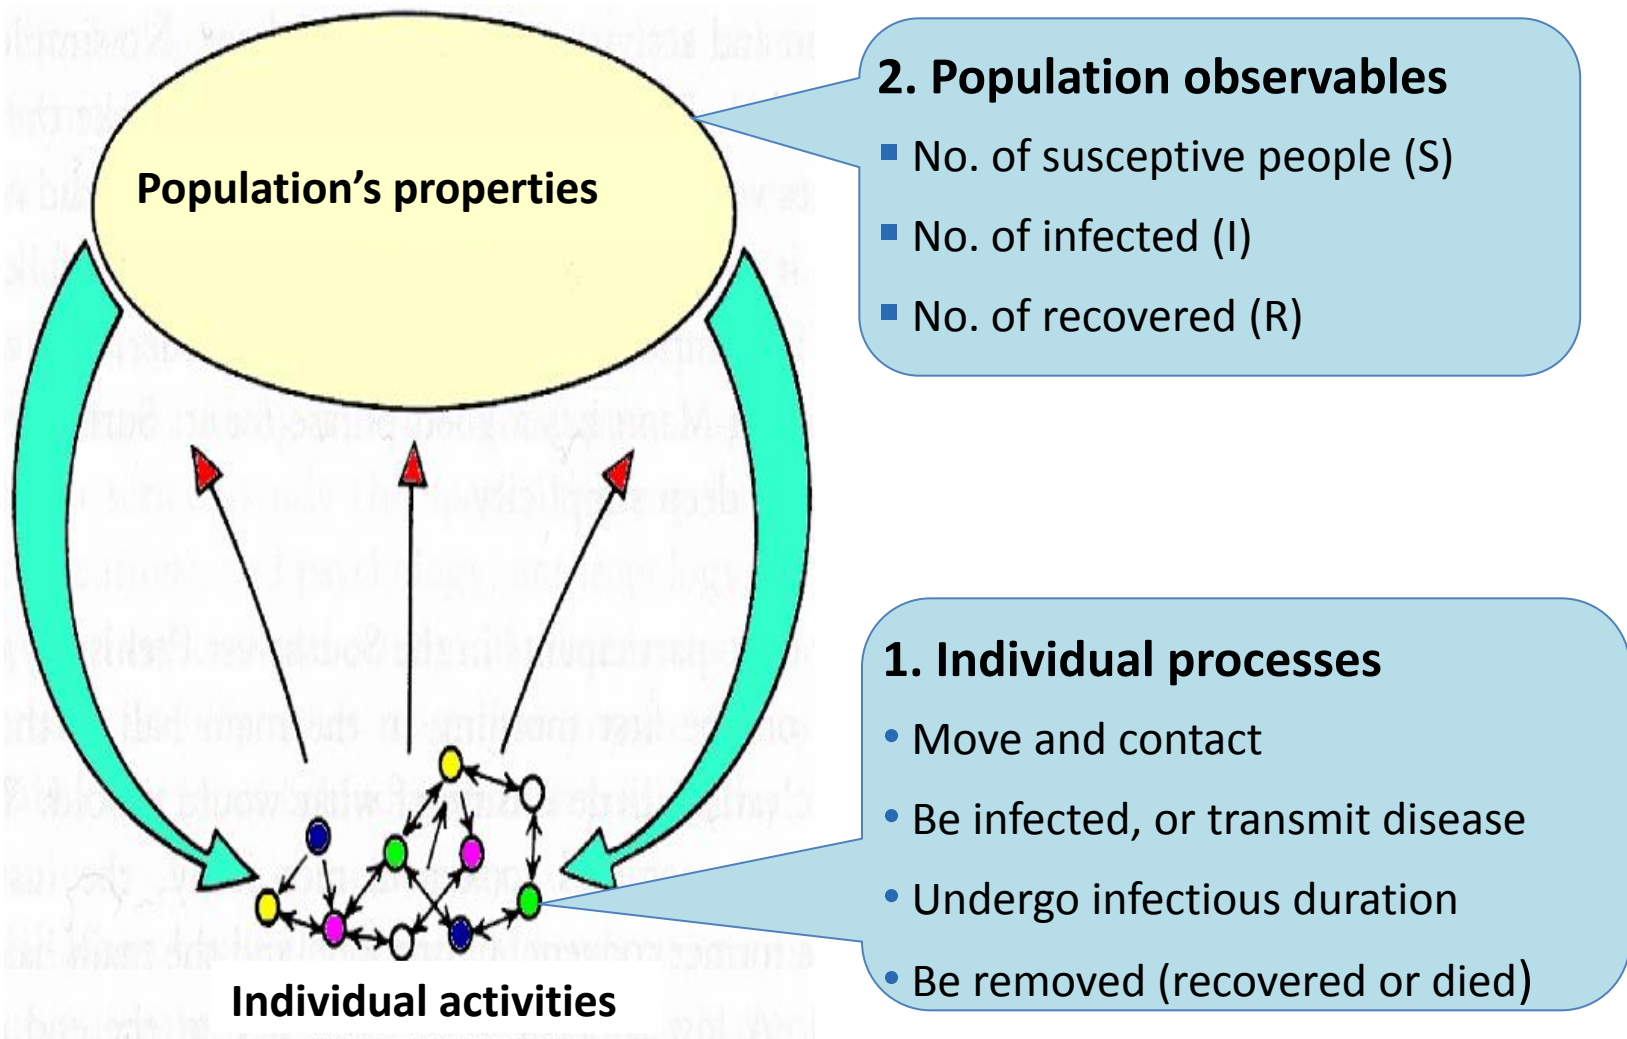 Population’s properties
2. Population observables
▪ No. of susceptive people (S)
▪ No. of infected (I)
▪ No. of recovered (R)
1. Individual processes
• Move and contact
• Be infected, or transmit disease
• Undergo infectious duration
• Be removed (recovered or died)
Individual activities